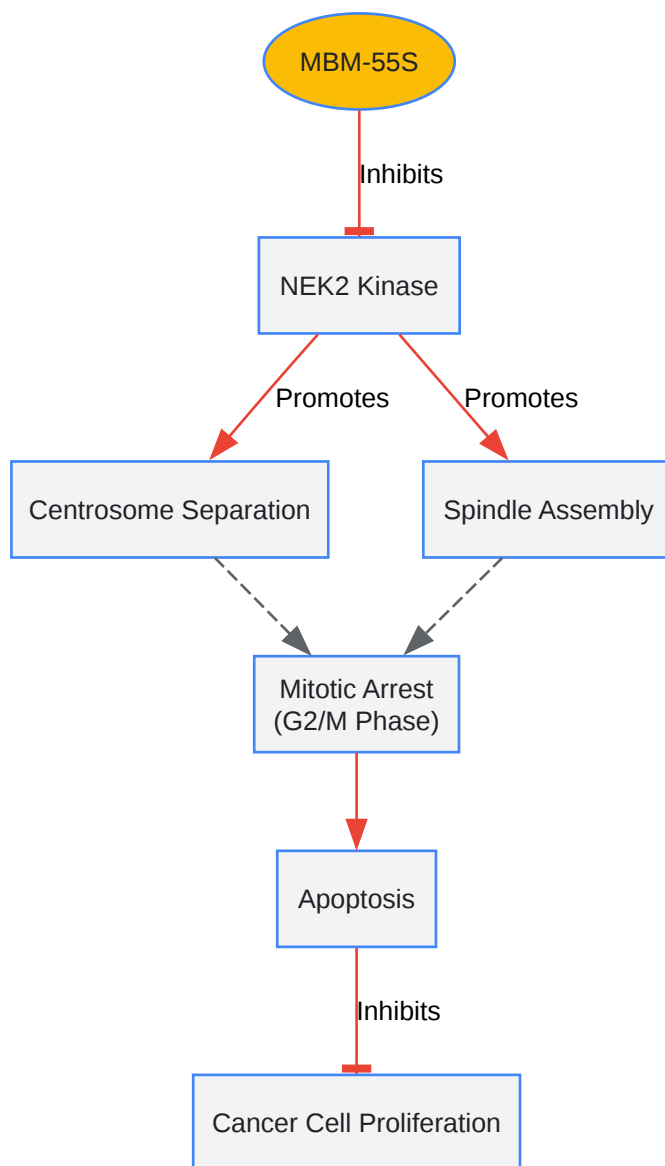 MBM-55S
Inhibits
NEK2 Kinase
Promotes
Promotes
Centrosome Separation
Spindle Assembly
Mitotic Arrest
(G2/M Phase)
Apoptosis
Inhibits
Cancer Cell Proliferation